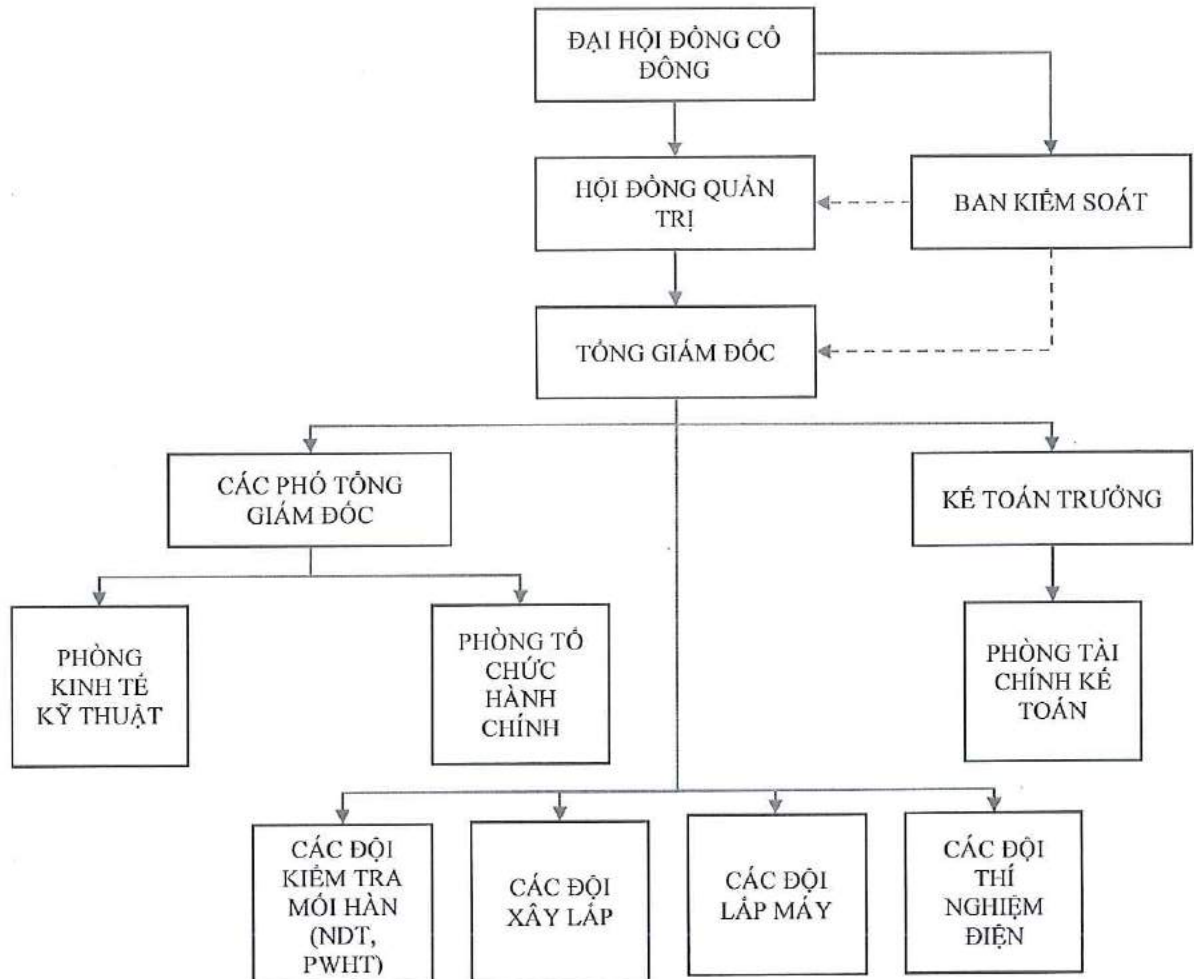 ĐẠI HỘI ĐỒNG CỔ
ĐÔNG
HỘI ĐỒNG QUẢN
TRỊ
BAN KIỂM SOÁT
TỔNG GIÁM ĐỐC
CÁC PHÓ TỔNG
GIÁM ĐỐC
KẾ TOÁN TRƯỞNG
PHÒNG
KINH TẾ
KỸ THUẬT
PHÒNG TỔ
CHỨC
HÀNH
CHÍNH
PHÒNG TÀI
CHÍNH KẾ
TOÁN
CÁC ĐỘI
KIỂM TRA
MỐI HÀN
(NDT,
PWHT)
CÁC ĐỘI
XÂY LẮP
CÁC ĐỘI
LẮP MÁY
CÁC ĐỘI
THÍ
NGHIỆM
ĐIỆN